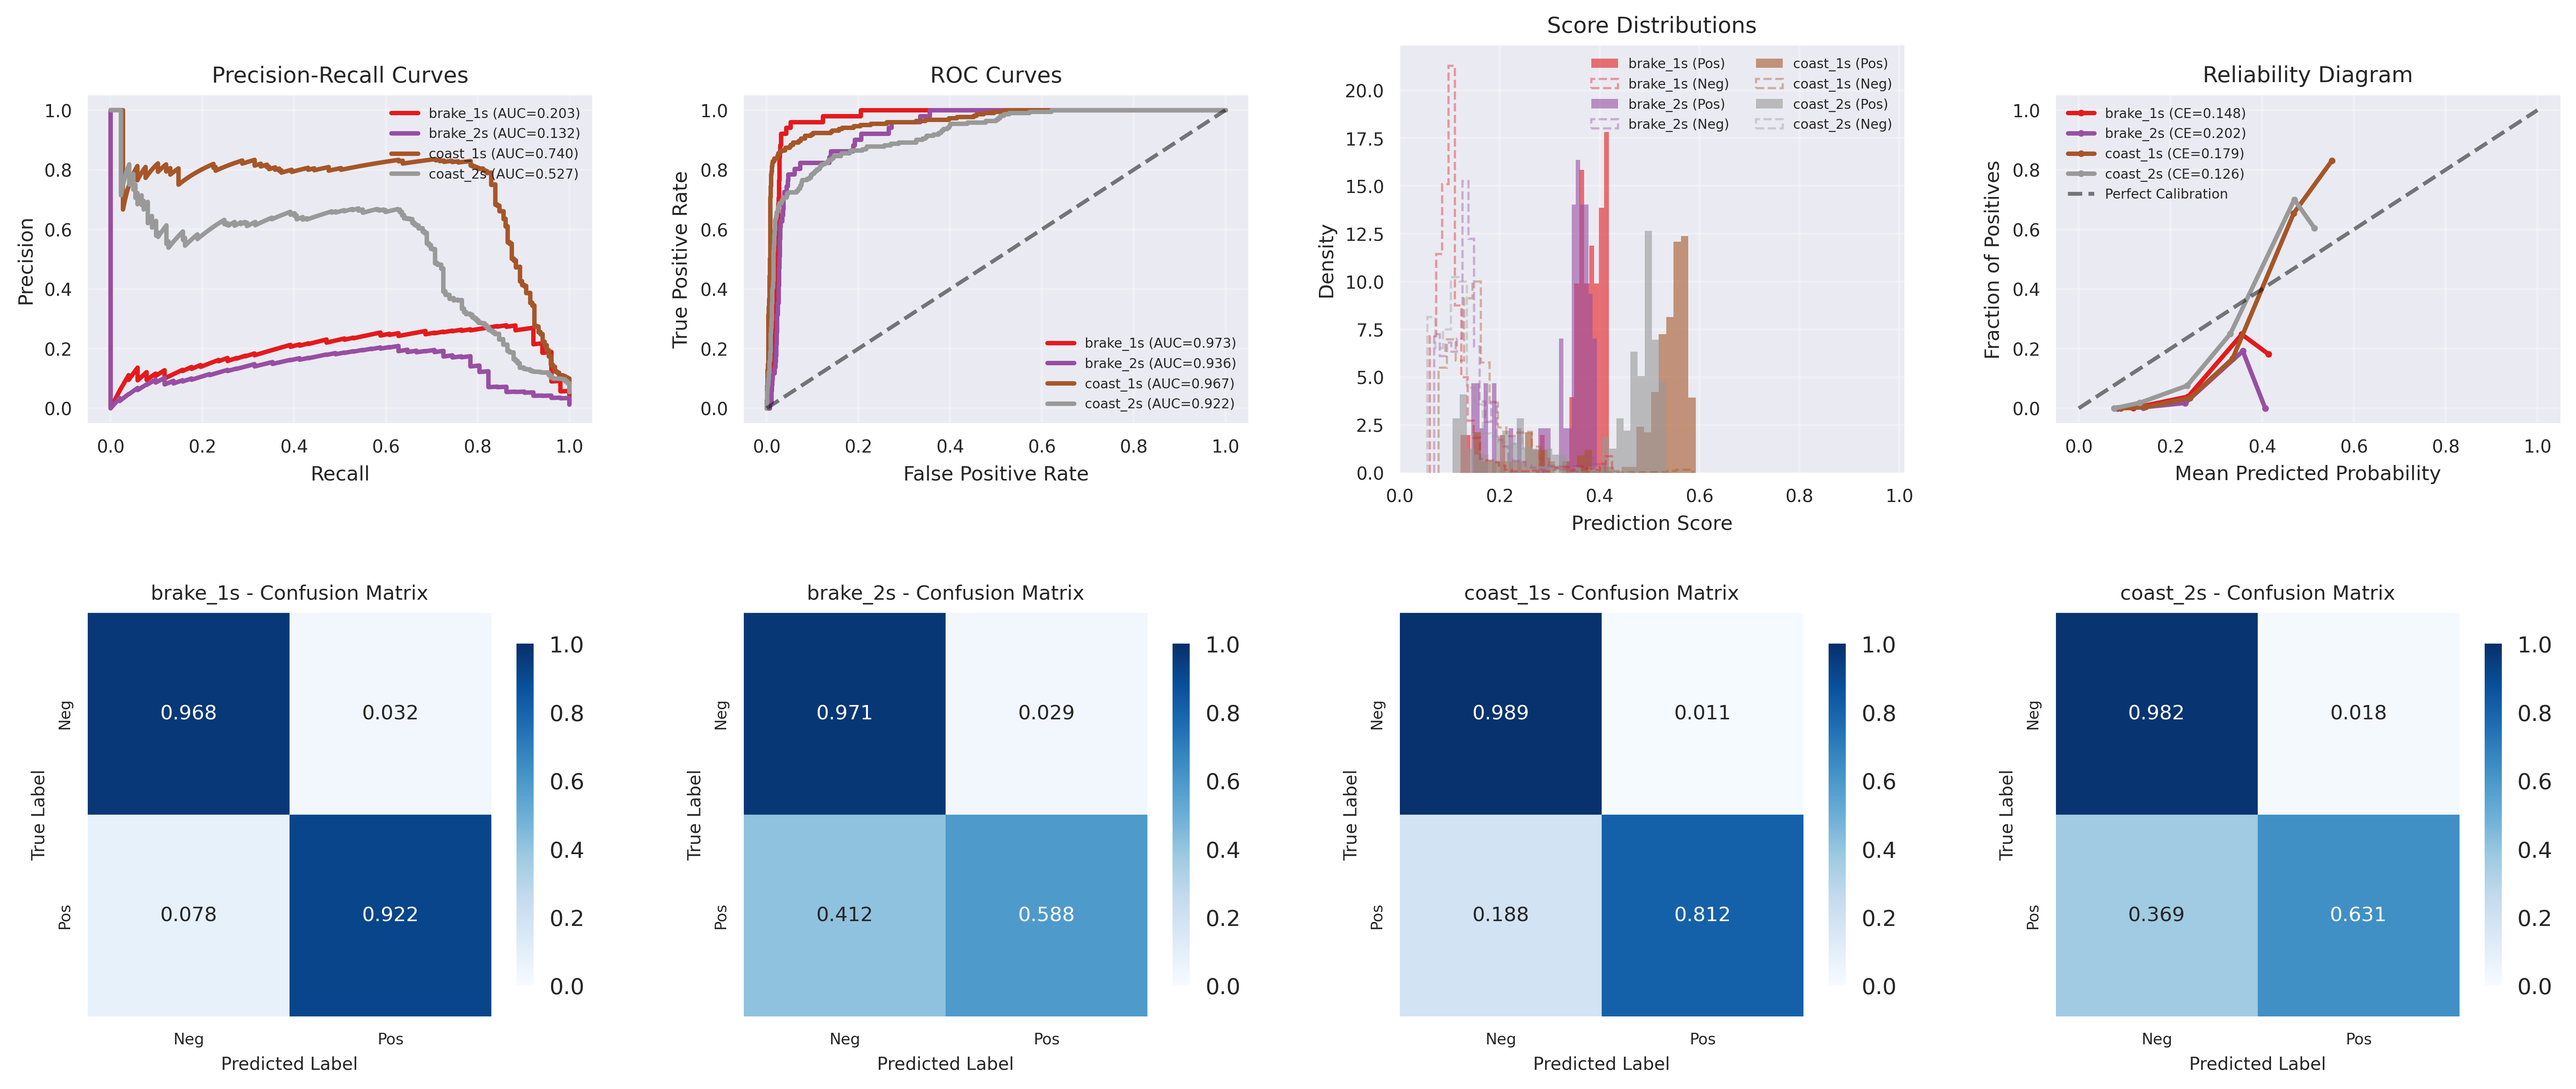 Precision-Recall Curves
1.0
0.8
0.6
0.4
0.2
0.0
Precision
0.0 0.2 0.4 0.6 0.8 1.0
Recall
brake_1s (AUC=0.203)
brake_2s (AUC=0.132)
coast_1s (AUC=0.740)
coast_2s (AUC=0.527)
ROC Curves
1.0
0.8
0.6
0.4
0.2
0.0
True Positive Rate
0.0 0.2 0.4 0.6 0.8 1.0
False Positive Rate
brake_1s (AUC=0.973)
brake_2s (AUC=0.936)
coast_1s (AUC=0.967)
coast_2s (AUC=0.922)
Score Distributions
20.0
17.5
15.0
12.5
10.0
7.5
5.0
2.5
0.0
Density
0.0 0.2 0.4 0.6 0.8 1.0
Prediction Score
brake_1s (Pos)
brake_1s (Neg)
brake_2s (Pos)
brake_2s (Neg)
coast_1s (Pos)
coast_1s (Neg)
coast_2s (Pos)
coast_2s (Neg)
Reliability Diagram
1.0
0.8
0.6
0.4
0.2
0.0
Fraction of Positives
0.0 0.2 0.4 0.6 0.8 1.0
Mean Predicted Probability
brake_1s (CE=0.148)
brake_2s (CE=0.202)
coast_1s (CE=0.179)
coast_2s (CE=0.126)
Perfect Calibration
brake_1s - Confusion Matrix
True Label
Neg
Pos
0.968 0.032
0.078 0.922
Neg Pos
Predicted Label
1.0
0.8
0.6
0.4
0.2
0.0
brake_2s - Confusion Matrix
True Label
Neg
Pos
0.971 0.029
0.412 0.588
Neg Pos
Predicted Label
1.0
0.8
0.6
0.4
0.2
0.0
coast_1s - Confusion Matrix
True Label
Neg
Pos
0.989 0.011
0.188 0.812
Neg Pos
Predicted Label
1.0
0.8
0.6
0.4
0.2
0.0
coast_2s - Confusion Matrix
True Label
Neg
Pos
0.982 0.018
0.369 0.631
Neg Pos
Predicted Label
1.0
0.8
0.6
0.4
0.2
0.0